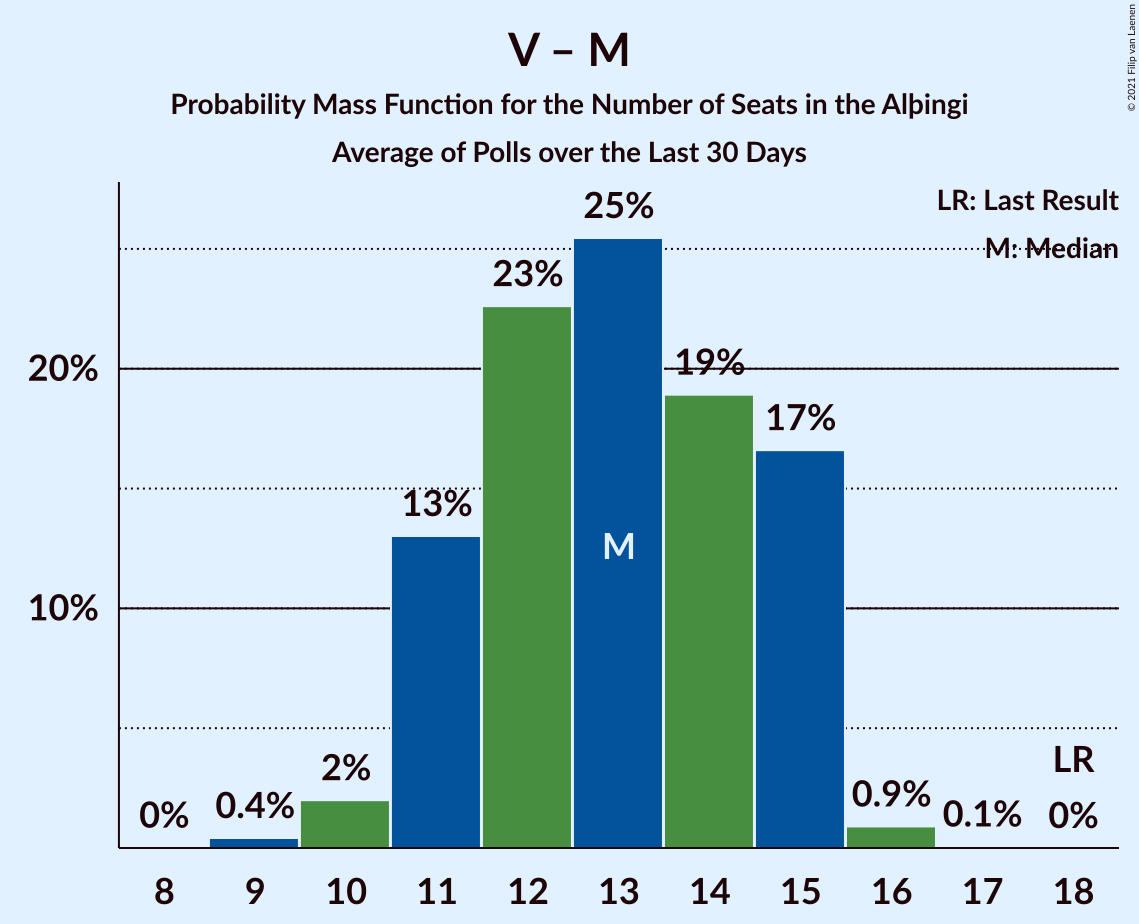 V – M
Probability Mass Function for the Number of Seats in the Alþingi
Average of Polls over the Last 30 Days
© 2021 Filip van Laenen
LR: Last Result
M: Median
20%
10%
0%
0.4%
2%
13%
23%
25%
M
19%
17%
0.9%
0.1%
LR
0%
8 9 10 11 12 13 14 15 16 17 18